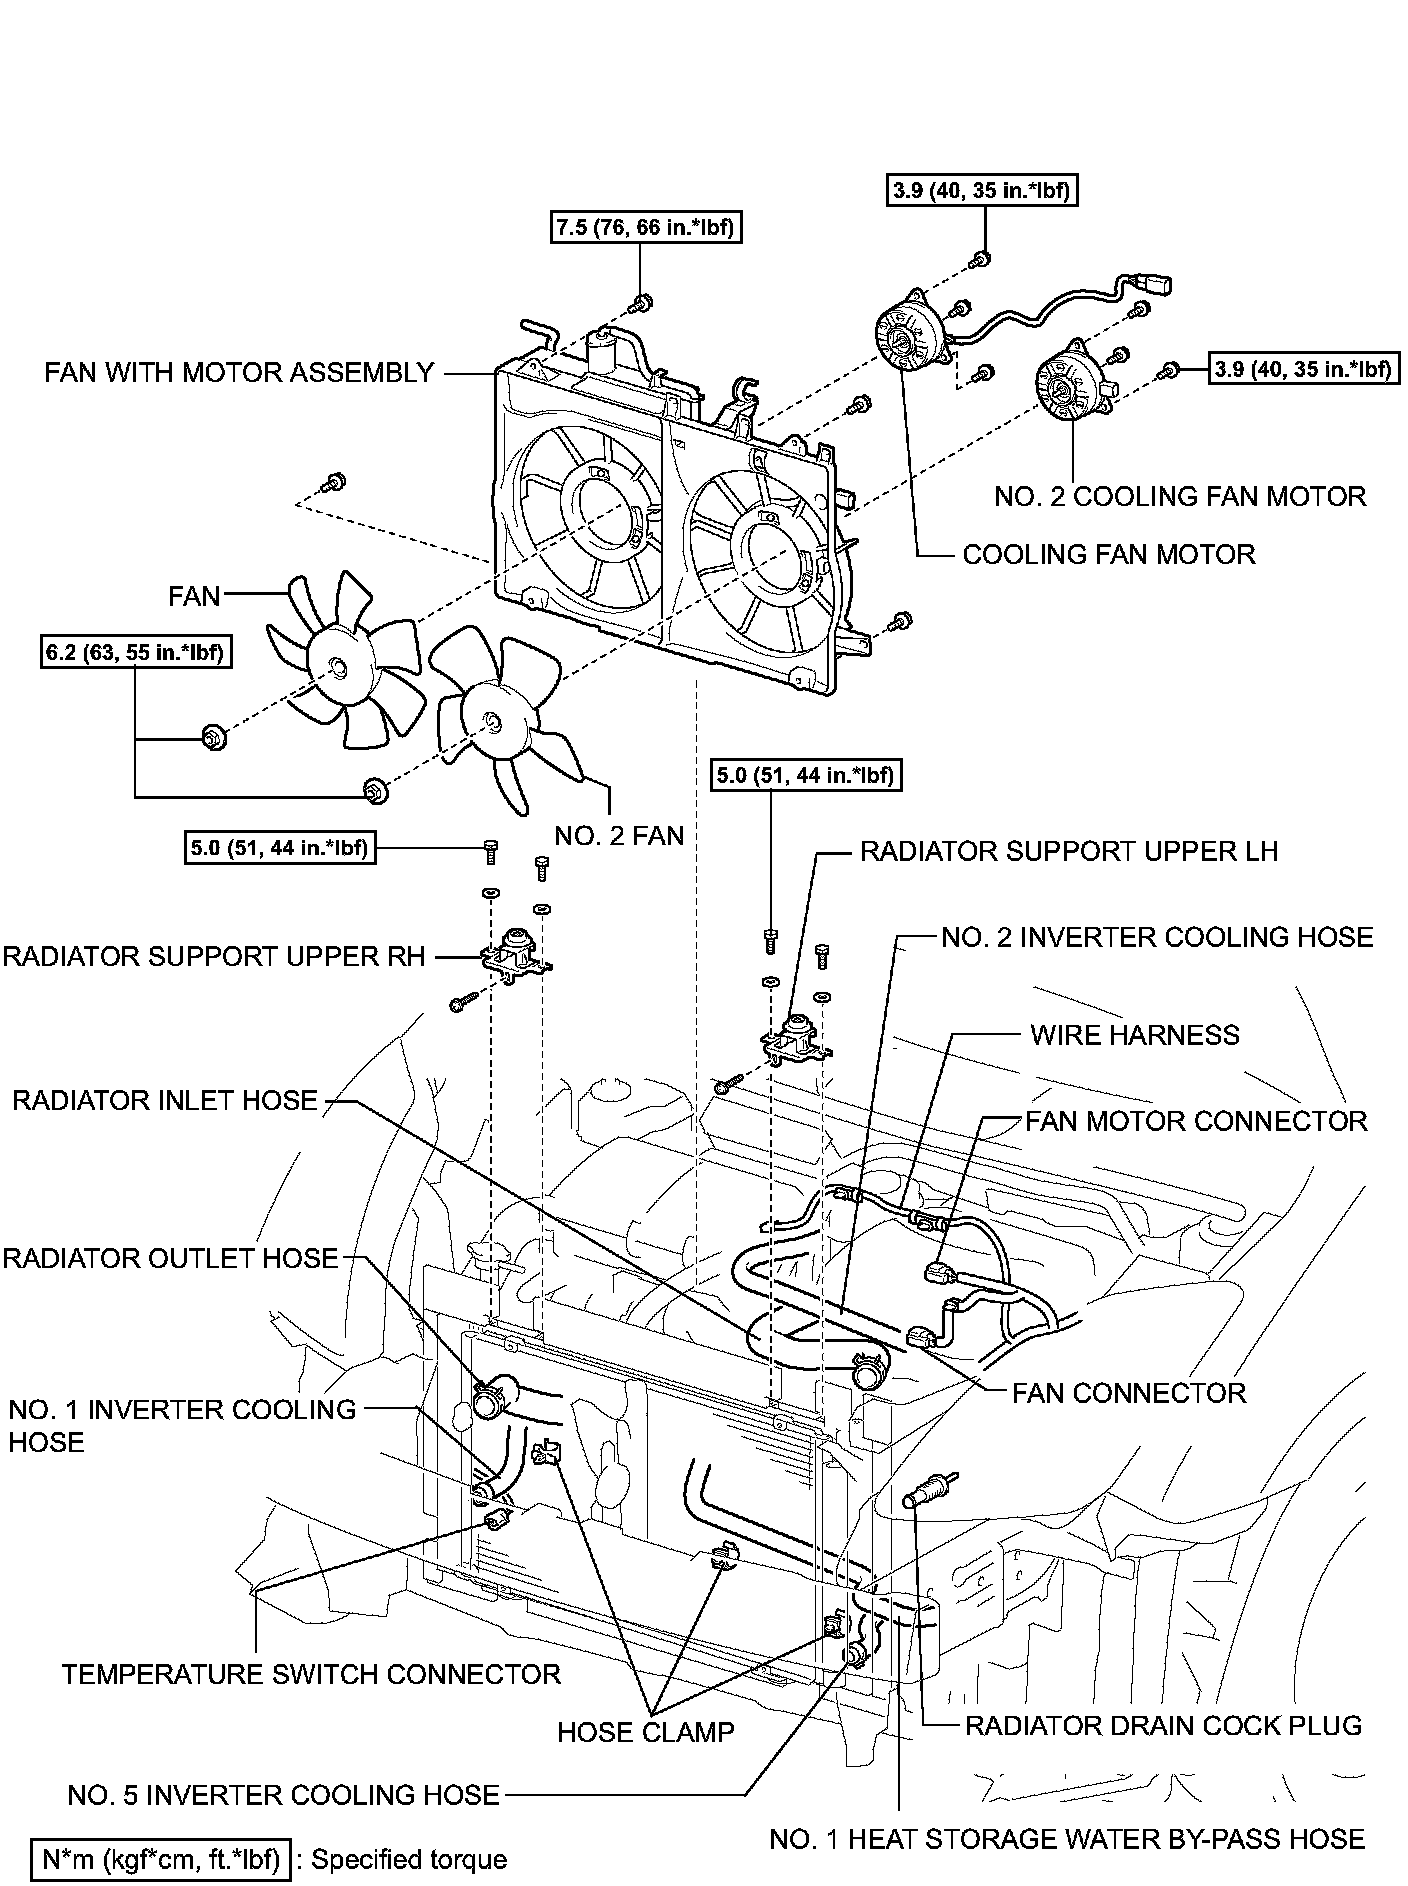 3.9 (40, 35 in.*lbf)
7.5 (76, 66 in.*lbf)
FAN WITH MOTOR ASSEMBLY
3.9 (40, 35 in.*lbf)
NO. 2 COOLING FAN MOTOR
COOLING FAN MOTOR
FAN
6.2 (63, 55 in.*lbf)
5.0 (51, 44 in.*lbf)
NO. 2 FAN
5.0 (51, 44 in.*lbf)
RADIATOR SUPPORT UPPER LH
RADIATOR SUPPORT UPPER RH
NO. 2 INVERTER COOLING HOSE
WIRE HARNESS
RADIATOR INLET HOSE
FAN MOTOR CONNECTOR
RADIATOR OUTLET HOSE
FAN CONNECTOR
NO. 1 INVERTER COOLING
HOSE
TEMPERATURE SWITCH CONNECTOR
HOSE CLAMP
RADIATOR DRAIN COCK PLUG
NO. 5 INVERTER COOLING HOSE
NO. 1 HEAT STORAGE WATER BY-PASS HOSE
N*m (kgf*cm, ft.*lbf) : Specified torque